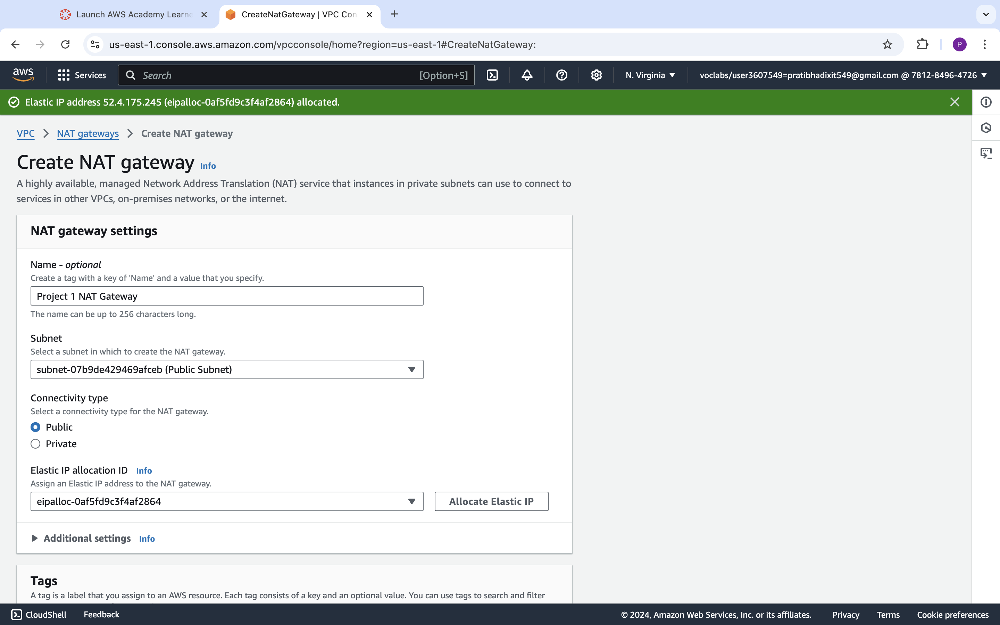 Launch AWS Academy Learne
CreateNatGateway | VPC Con
us-east-1.console.aws.amazon.com/vpcconsole/home?region=us-east-1#CreateNatGateway:
P
aws
Services
Search
[Option+S]
N. Virginia
voclabs/user3607549=pratibhadixit549@gmail.com @ 7812-8496-4726
Elastic IP address 52.4.175.245 (eipalloc-0af5fd9c3f4af2864) allocated.
VPC
NAT gateways
Create NAT gateway
Create NAT gateway Info
A highly available, managed Network Address Translation (NAT) service that instances in private subnets can use to connect to
services in other VPCs, on-premises networks, or the internet.
NAT gateway settings
Name - optional
Create a tag with a key of 'Name' and a value that you specify.
Project 1 NAT Gateway
The name can be up to 256 characters long.
Subnet
Select a subnet in which to create the NAT gateway.
subnet-07b9de429469afceb (Public Subnet)
Connectivity type
Select a connectivity type for the NAT gateway.
Public
Private
Elastic IP allocation ID Info
Assign an Elastic IP address to the NAT gateway.
eipalloc-0af5fd9c3f4af2864
Allocate Elastic IP
Additional settings Info
Tags
A tag is a label that you assign to an AWS resource. Each tag consists of a key and an optional value. You can use tags to search and filter
CloudShell
Feedback
© 2024, Amazon Web Services, Inc. or its affiliates.
Privacy
Terms
Cookie preferences